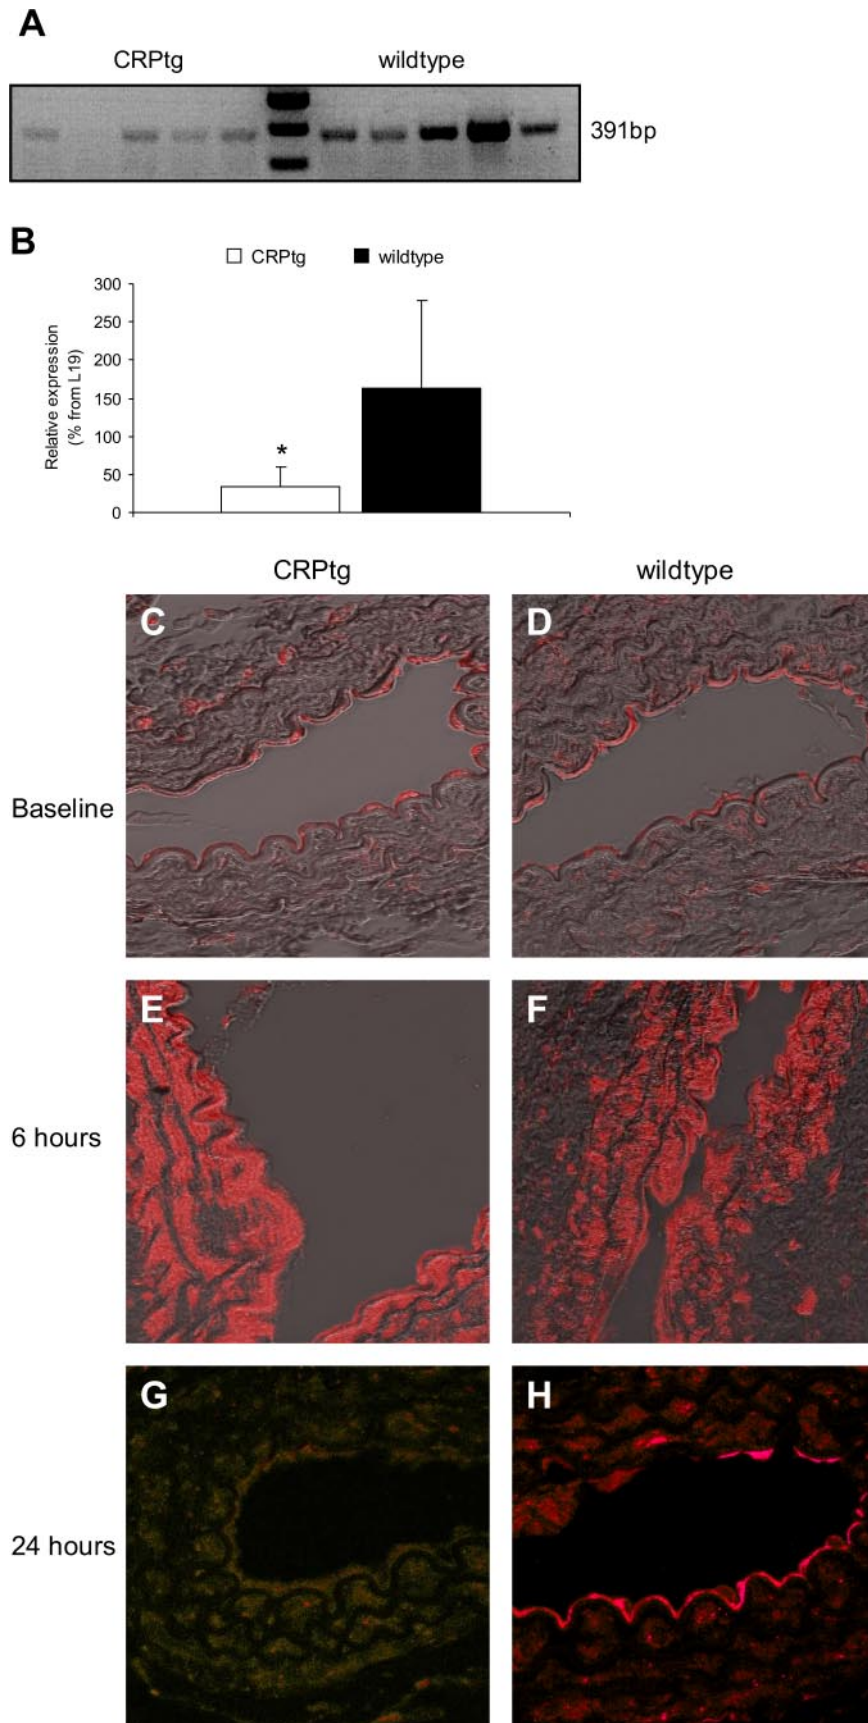 A
CRPtg wildtype
391bp
B
CRPtg wildtype
300
250
200
150
100
50
0
Relative expression
(% from L19)
*
CRPtg wildtype
C D
Baseline
E F
6 hours
G H
24 hours